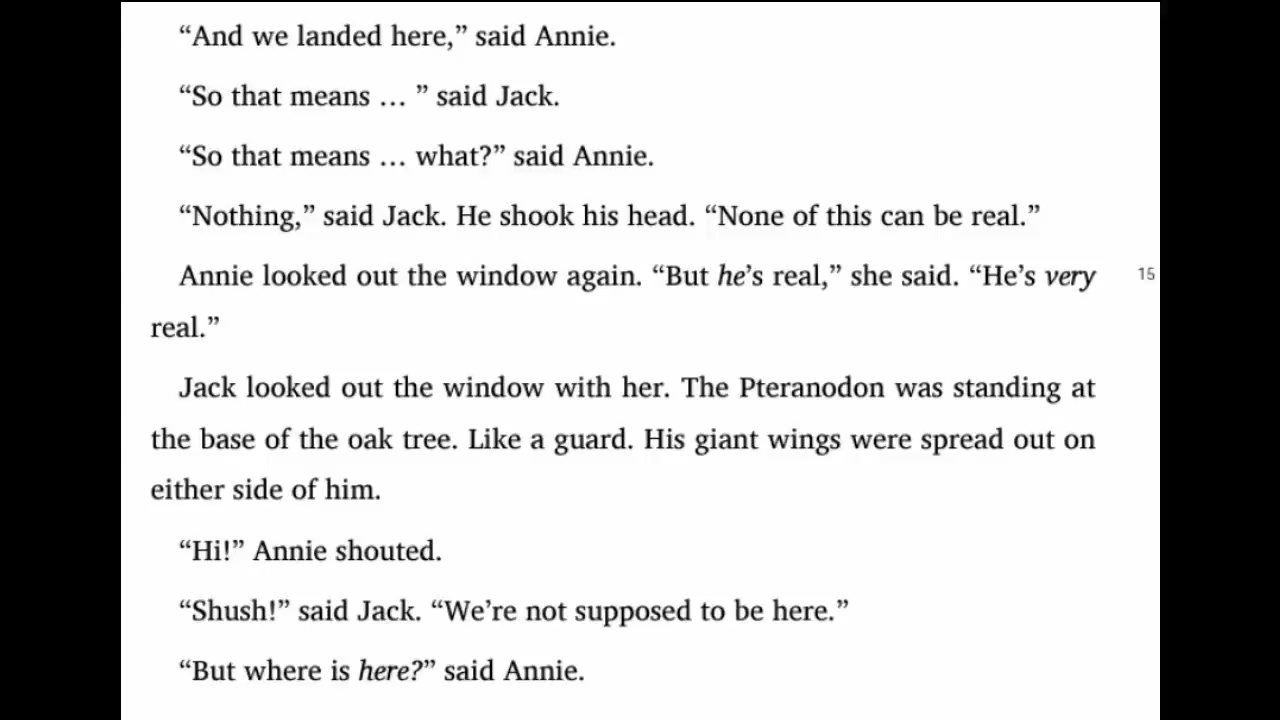 “And we landed here,” said Annie.
“So that means … ” said Jack.
“So that means … what?” said Annie.
“Nothing,” said Jack. He shook his head. “None of this can be real.”
Annie looked out the window again. “But he’s real,” she said. “He’s very
15
real.”
Jack looked out the window with her. The Pteranodon was standing at
the base of the oak tree. Like a guard. His giant wings were spread out on
either side of him.
“Hi!” Annie shouted.
“Shush!” said Jack. “We’re not supposed to be here.”
“But where is here?” said Annie.